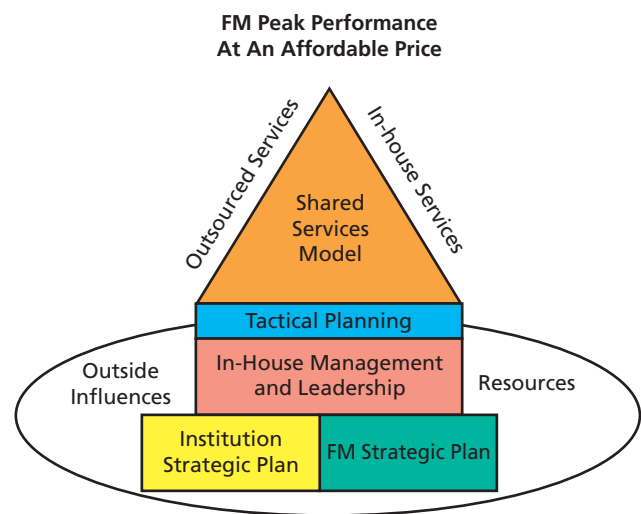 FM Peak Performance
At An Affordable Price
Outsourced Services
In-house Services
Shared
Services
Model
Tactical Planning
Outside
Influences
In-House Management
and Leadership
Resources
Institution
Strategic Plan
FM Strategic Plan